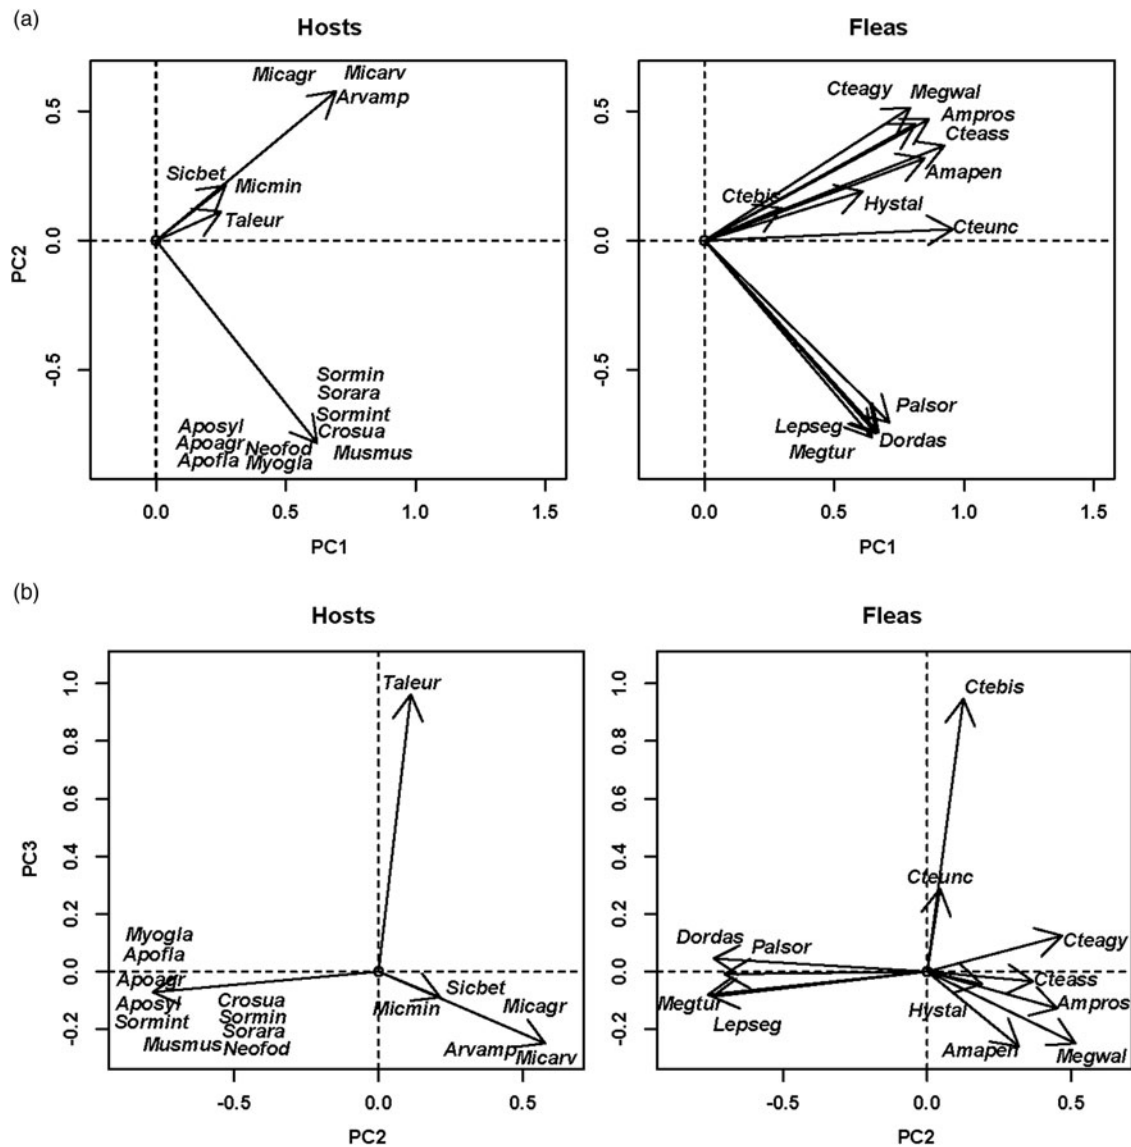 (a)
Hosts
Fleas
Micagr Micarv
Arvamp
Sicbet
Micmin
Taleur
Sormin
Sorara
Sormint
Crosua
Aposyl
Apoagr
Apofla
Neofod
Myogla
Musmus
PC2
0.5
0.0
-0.5
0.0 0.5 1.0 1.5
PC1
Cteagy Megwal
Ampros
Cteass
Amapen
Ctebis
Hystal
Cteunc
Palsor
Lepseg
Dordas
Megtur
0.5
0.0
-0.5
0.0 0.5 1.0 1.5
PC1
(b)
Hosts
Fleas
Taleur
Myogla
Apofla
Apoagr
Aposyl
Sormint
Musmus
Crosua
Sormin
Sorara
Neofod
Micmin
Sicbet
Micagr
Arvamp
Micarv
PC3
1.0
0.8
0.6
0.4
0.2
0.0
-0.2
-0.5 0.0 0.5
PC2
Ctebis
Cteunc
Dordas
Palsor
Megtur
Lepseg
Cteagy
Cteass
Hystal
Ampros
Amapen
Megwal
1.0
0.8
0.6
0.4
0.2
0.0
-0.2
-0.5 0.0 0.5
PC2